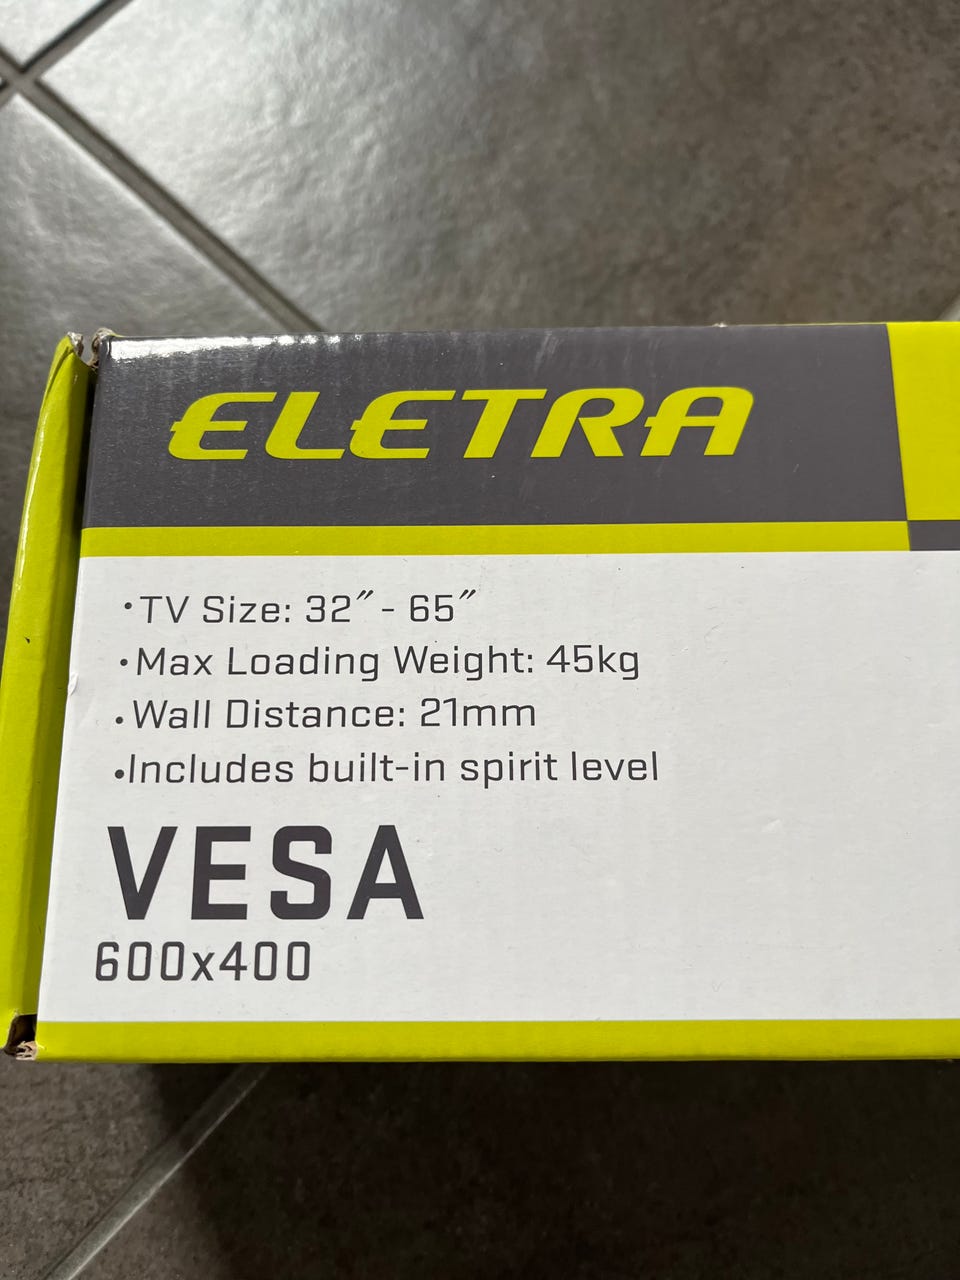 ELETRA
•TV Size: 32″ - 65″
•Max Loading Weight: 45kg
•Wall Distance: 21mm
•Includes built-in spirit level
VESA
600x400